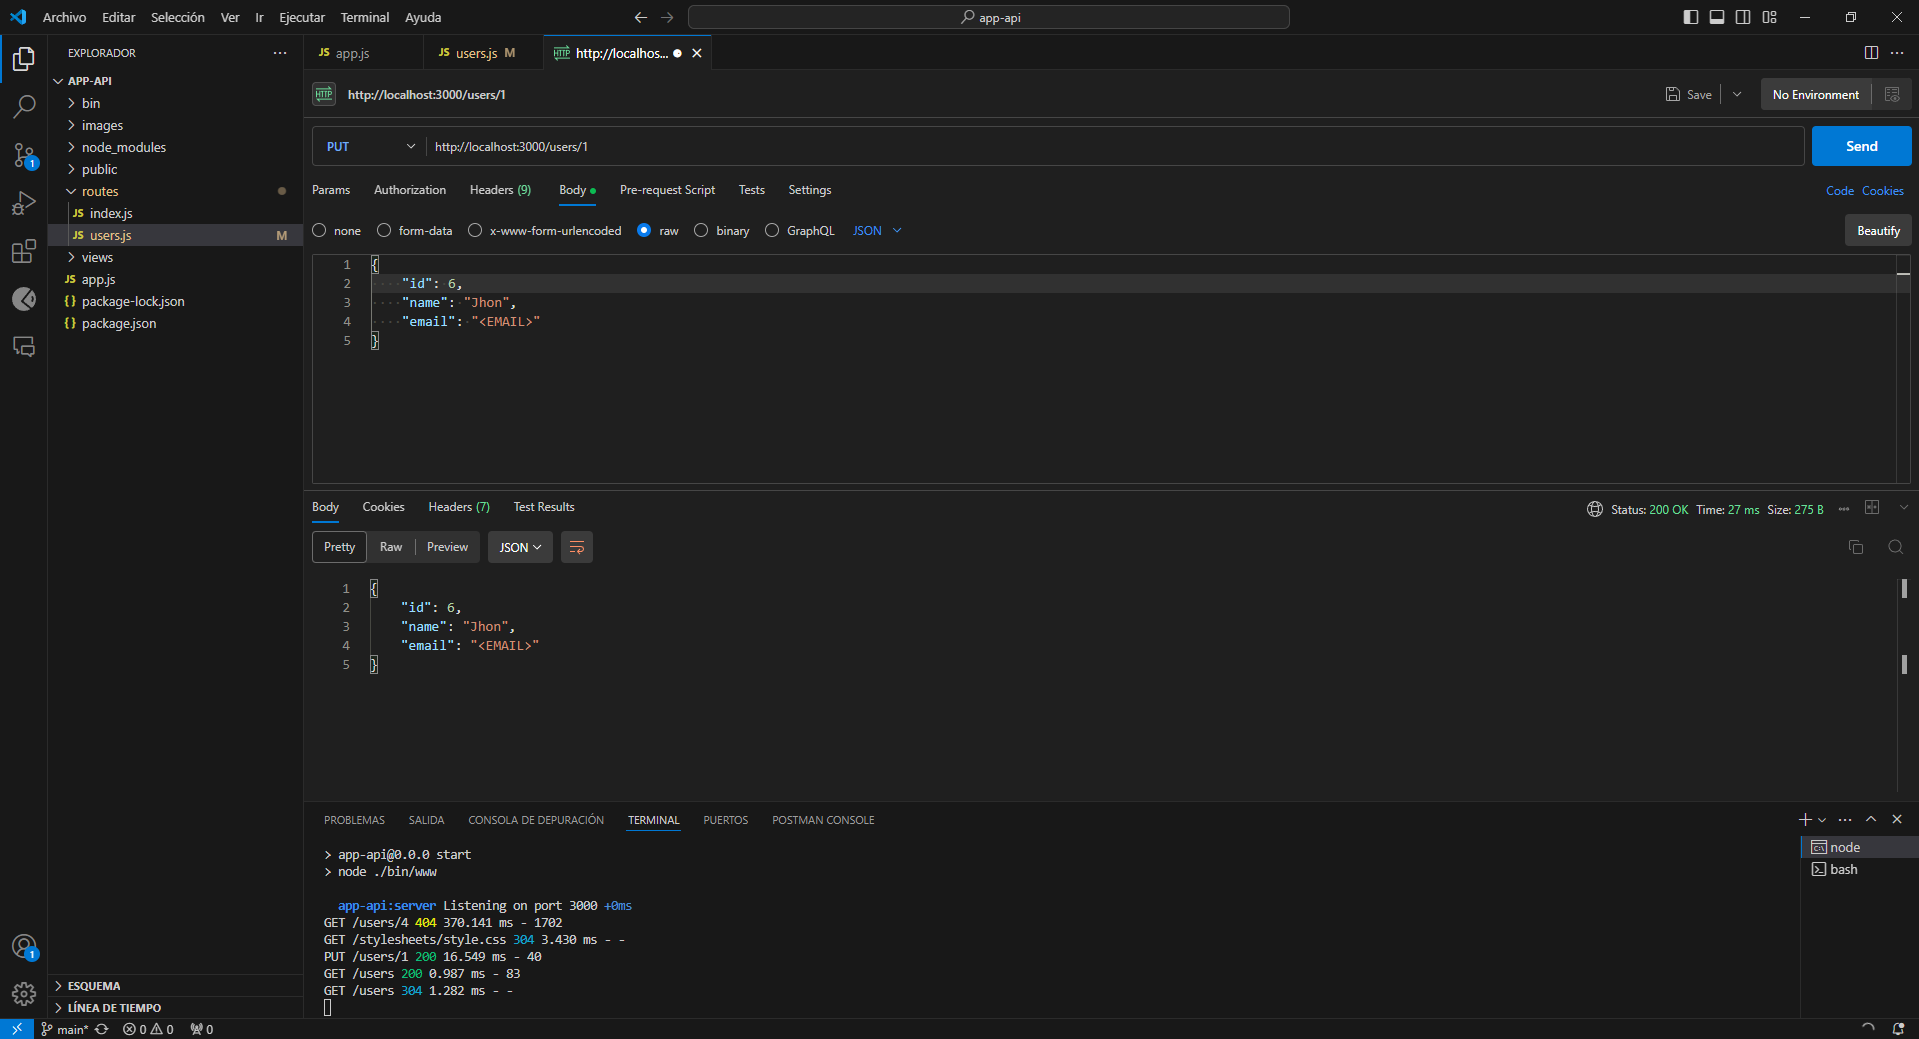 Archivo Editar Selección Ver Ir Ejecutar Terminal Ayuda
app-api
EXPLORADOR
APP-API
bin
images
node_modules
public
routes
JS index.js
JS users.js M
views
JS app.js
{} package-lock.json
{} package.json
ESQUEMA
LÍNEA DE TIEMPO
JS app.js
JS users.js M
HTTP http://localhos...
HTTP http://localhost:3000/users/1
Save
No Environment
PUT http://localhost:3000/users/1
Send
Params Authorization Headers (9) Body Pre-request Script Tests Settings
Code Cookies
none form-data x-www-form-urlencoded raw binary GraphQL JSON
Beautify
1 {
2 "id": 6,
3 "name": "Jhon",
4 "email": "<EMAIL>"
5 }
Body Cookies Headers (7) Test Results
Status: 200 OK Time: 27 ms Size: 275 B
Pretty Raw Preview JSON
1 {
2 "id": 6,
3 "name": "Jhon",
4 "email": "<EMAIL>"
5 }
PROBLEMAS SALIDA CONSOLA DE DEPURACIÓN TERMINAL PUERTOS POSTMAN CONSOLE
> app-api@0.0.0 start
> node ./bin/www
app-api:server Listening on port 3000 +0ms
GET /users/4 404 370.141 ms - 1702
GET /stylesheets/style.css 304 3.430 ms - -
PUT /users/1 200 16.549 ms - 40
GET /users 200 0.987 ms - 83
GET /users 304 1.282 ms - -
node
bash
1
1
main* 0 0 0